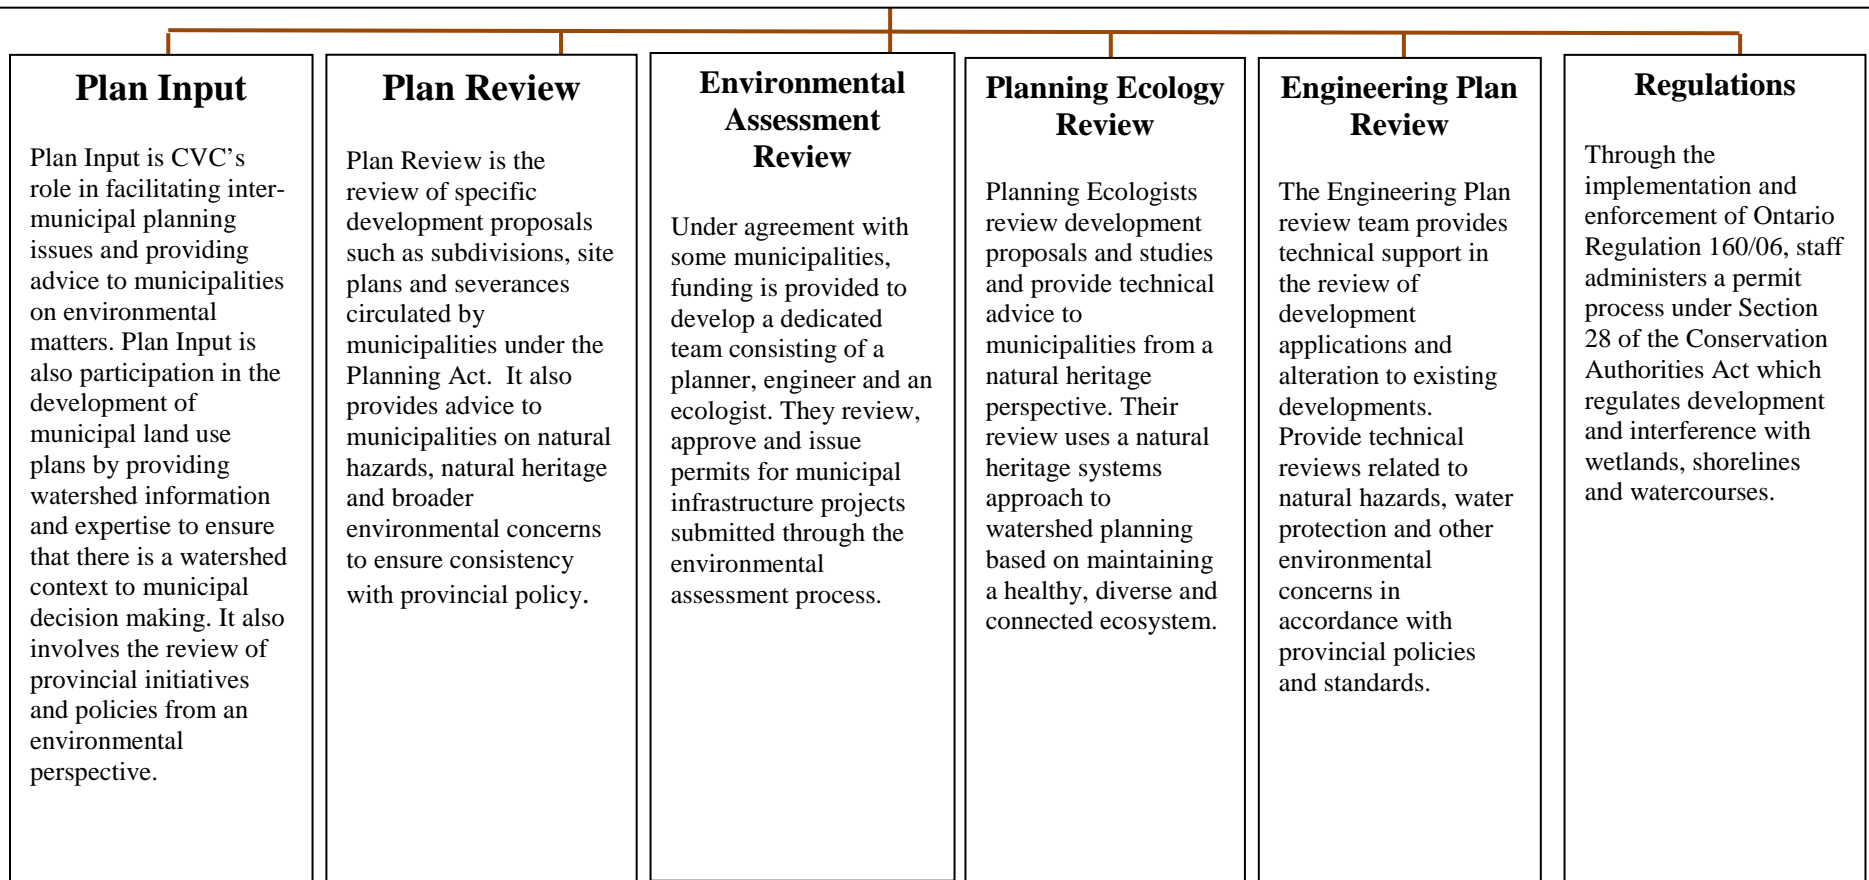 Plan Input
Plan Input is CVC’s
role in facilitating inter-
municipal planning
issues and providing
advice to municipalities
on environmental
matters. Plan Input is
also participation in the
development of
municipal land use
plans by providing
watershed information
and expertise to ensure
that there is a watershed
context to municipal
decision making. It also
involves the review of
provincial initiatives
and policies from an
environmental
perspective.
Plan Review
Plan Review is the
review of specific
development proposals
such as subdivisions, site
plans and severances
circulated by
municipalities under the
Planning Act.  It also
provides advice to
municipalities on natural
hazards, natural heritage
and broader
environmental concerns
to ensure consistency
with provincial policy.
Environmental
Assessment
Review
Under agreement with
some municipalities,
funding is provided to
develop a dedicated
team consisting of a
planner, engineer and an
ecologist. They review,
approve and issue
permits for municipal
infrastructure projects
submitted through the
environmental
assessment process.
Planning Ecology
Review
Planning Ecologists
review development
proposals and studies
and provide technical
advice to
municipalities from a
natural heritage
perspective. Their
review uses a natural
heritage systems
approach to
watershed planning
based on maintaining
a healthy, diverse and
connected ecosystem.
Engineering Plan
Review
The Engineering Plan
review team provides
technical support in
the review of
development
applications and
alteration to existing
developments.
Provide technical
reviews related to
natural hazards, water
protection and other
environmental
concerns in
accordance with
provincial policies
and standards.
Regulations
Through the
implementation and
enforcement of Ontario
Regulation 160/06, staff
administers a permit
process under Section
28 of the Conservation
Authorities Act which
regulates development
and interference with
wetlands, shorelines
and watercourses.